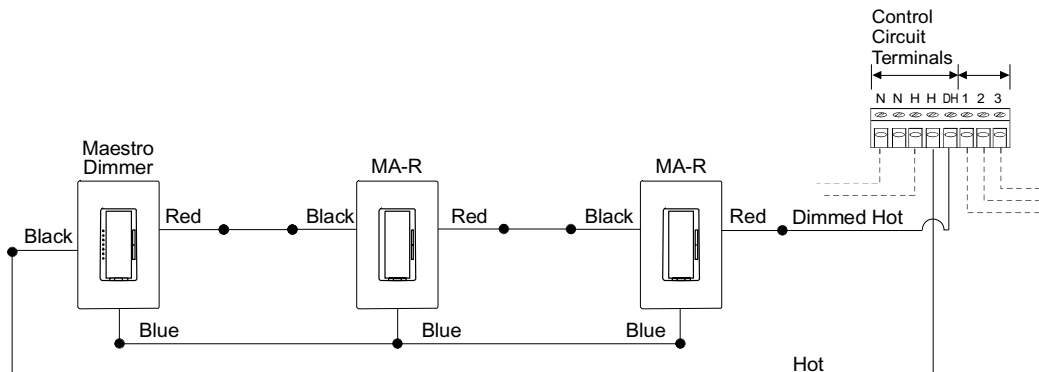 Control
Circuit
Terminals
N N H H DH 1 2 3
Maestro
Dimmer
MA-R
MA-R
Black
Red
Black
Red
Black
Red
Dimmed Hot
Blue
Blue
Blue
Hot